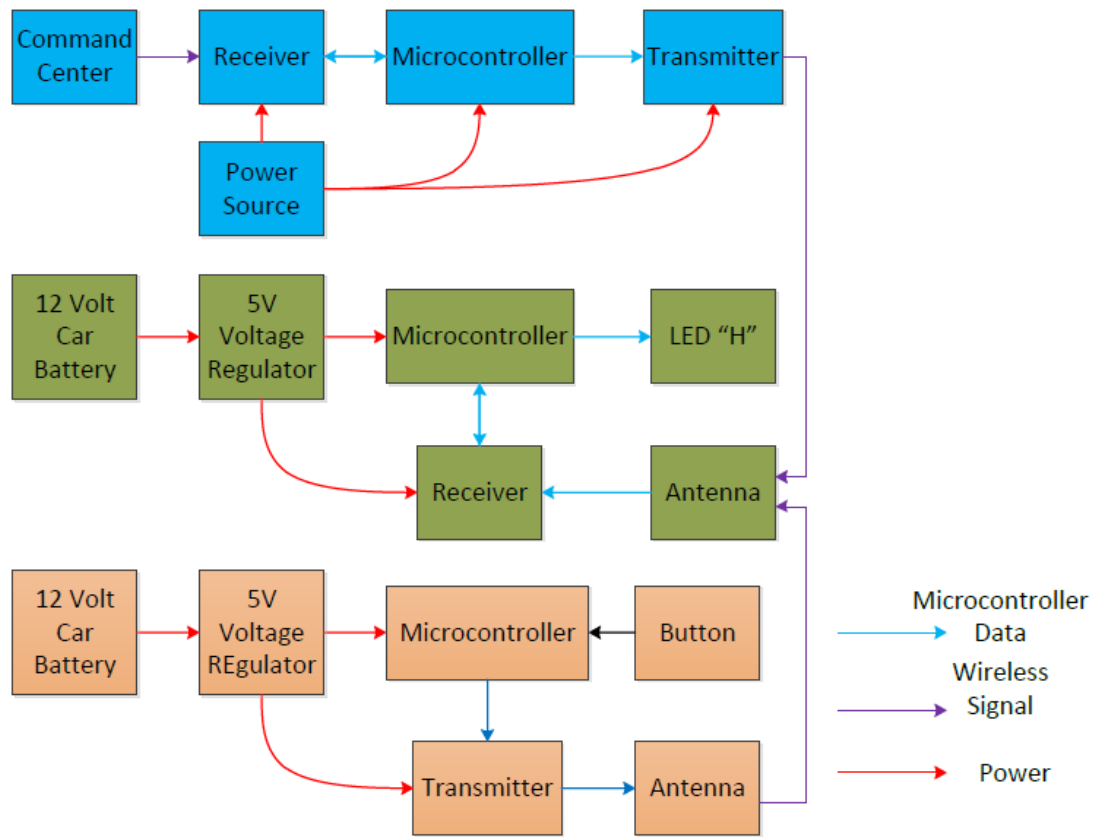 Command
Center
Receiver
Microcontroller
Transmitter
Power
Source
12 Volt
Car
Battery
5V
Voltage
Regulator
Microcontroller
LED “H”
Receiver
Antenna
12 Volt
Car
Battery
5V
Voltage
REgulator
Microcontroller
Button
Transmitter
Antenna
Microcontroller
Data
Wireless
Signal
Power